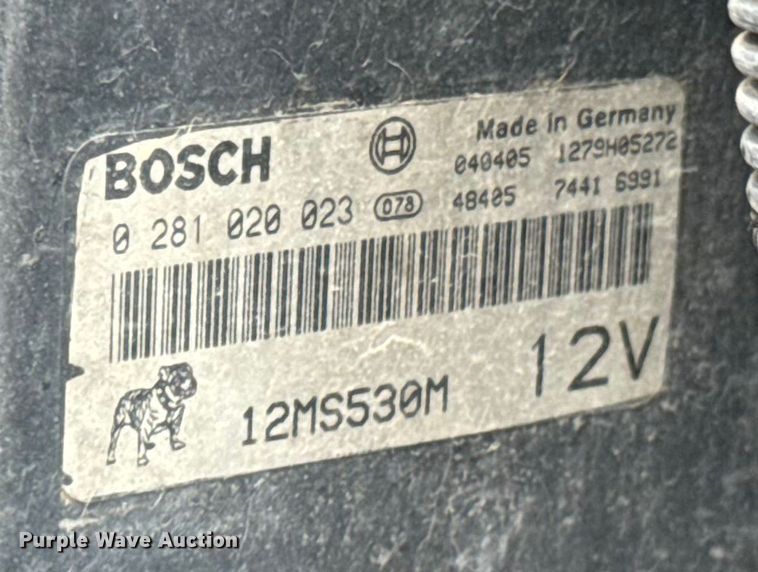 BOSCH
Made in Germany
040405 1279H05272
0 281 020 023 078 48405 7441 6991
12MS530M 12V
Purple Wave Auction